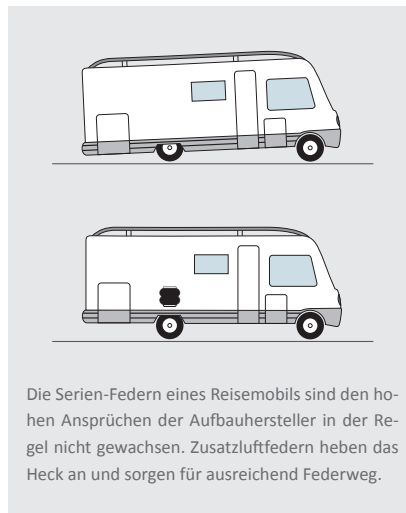 Die Serien-Federn eines Reisemobils sind den ho-
hen Ansprüchen der Aufbauhersteller in der Re-
gel nicht gewachsen. Zusatzluftfedern heben das
Heck an und sorgen für ausreichend Federweg.